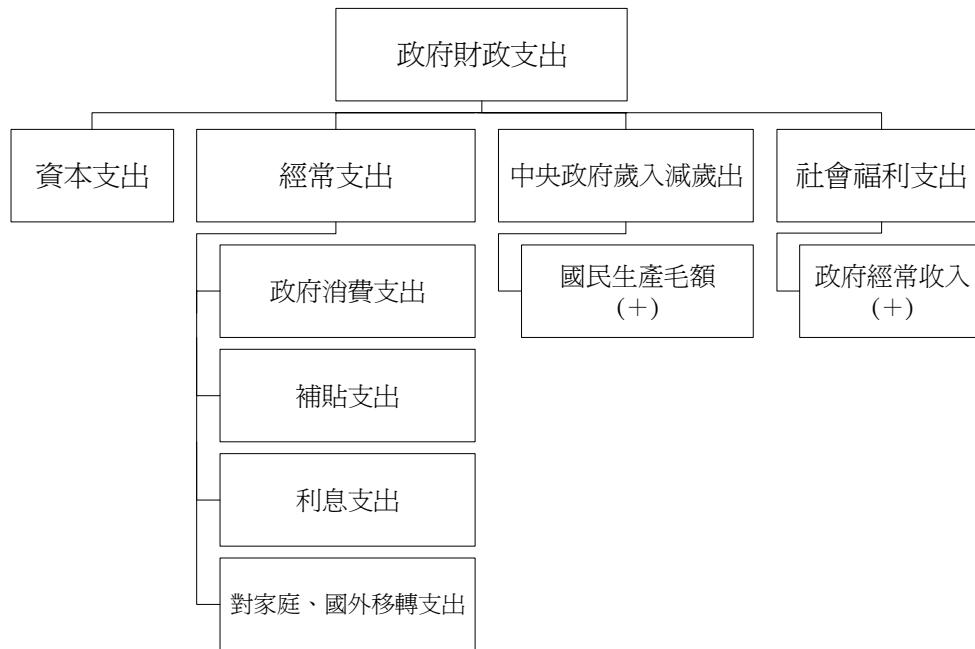 政府財政支出
資本支出
經常支出
中央政府歲入減歲出
社會福利支出
政府消費支出
補貼支出
利息支出
對家庭、國外移轉支出
國民生產毛額
(＋)
政府經常收入
(＋)